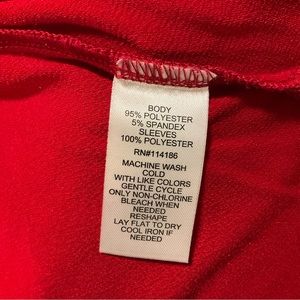 BODY
95% POLYESTER
5% SPANDEX
SLEEVES
100% POLYESTER
RN#114186
MACHINE WASH
COLD
WITH LIKE COLORS
GENTLE CYCLE
ONLY NON-CHLORINE
BLEACH WHEN
NEEDED
RESHAPE
LAY FLAT TO DRY
COOL IRON IF
NEEDED